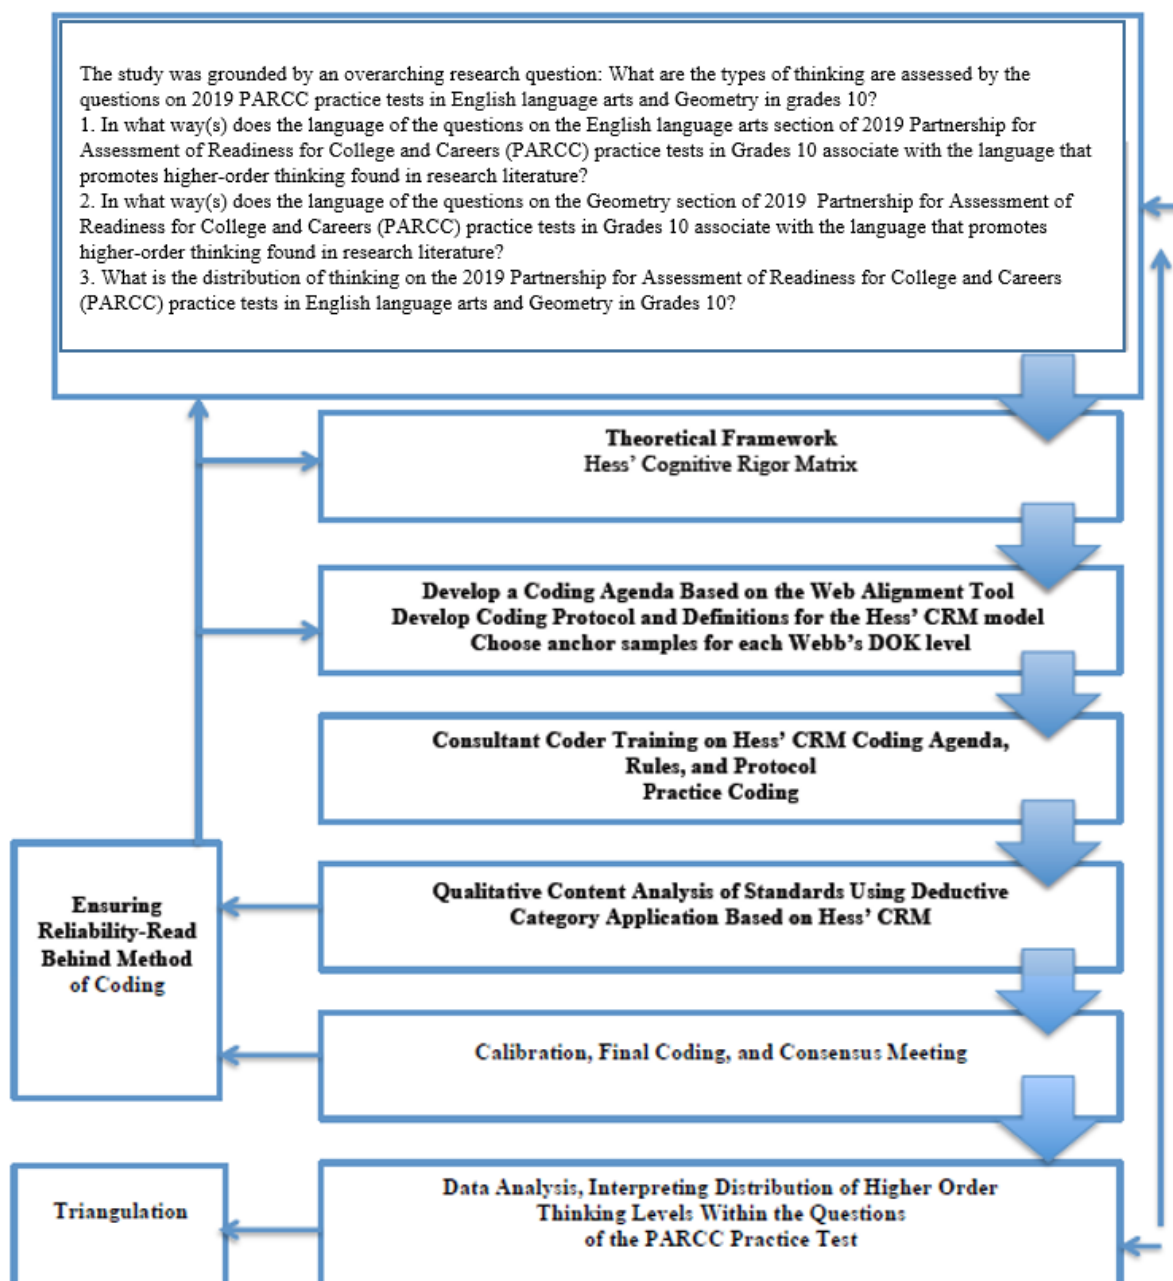 The study was grounded by an overarching research question: What are the types of thinking are assessed by the
questions on 2019 PARCC practice tests in English language arts and Geometry in grades 10?
1. In what way(s) does the language of the questions on the English language arts section of 2019 Partnership for
Assessment of Readiness for College and Careers (PARCC) practice tests in Grades 10 associate with the language that
promotes higher-order thinking found in research literature?
2. In what way(s) does the language of the questions on the Geometry section of 2019 Partnership for Assessment of
Readiness for College and Careers (PARCC) practice tests in Grades 10 associate with the language that promotes
higher-order thinking found in research literature?
3. What is the distribution of thinking on the 2019 Partnership for Assessment of Readiness for College and Careers
(PARCC) practice tests in English language arts and Geometry in Grades 10?
Theoretical Framework
Hess' Cognitive Rigor Matrix
Develop a Coding Agenda Based on the Web Alignment Tool
Develop Coding Protocol and Definitions for the Hess' CRM model
Choose anchor samples for each Webb's DOK level
Consultant Coder Training on Hess' CRM Coding Agenda,
Rules, and Protocol
Practice Coding
Qualitative Content Analysis of Standards Using Deductive
Category Application Based on Hess' CRM
Ensuring
Reliability-Read
Behind Method
of Coding
Calibration, Final Coding, and Consensus Meeting
Data Analysis, Interpreting Distribution of Higher Order
Thinking Levels Within the Questions
of the PARCC Practice Test
Triangulation